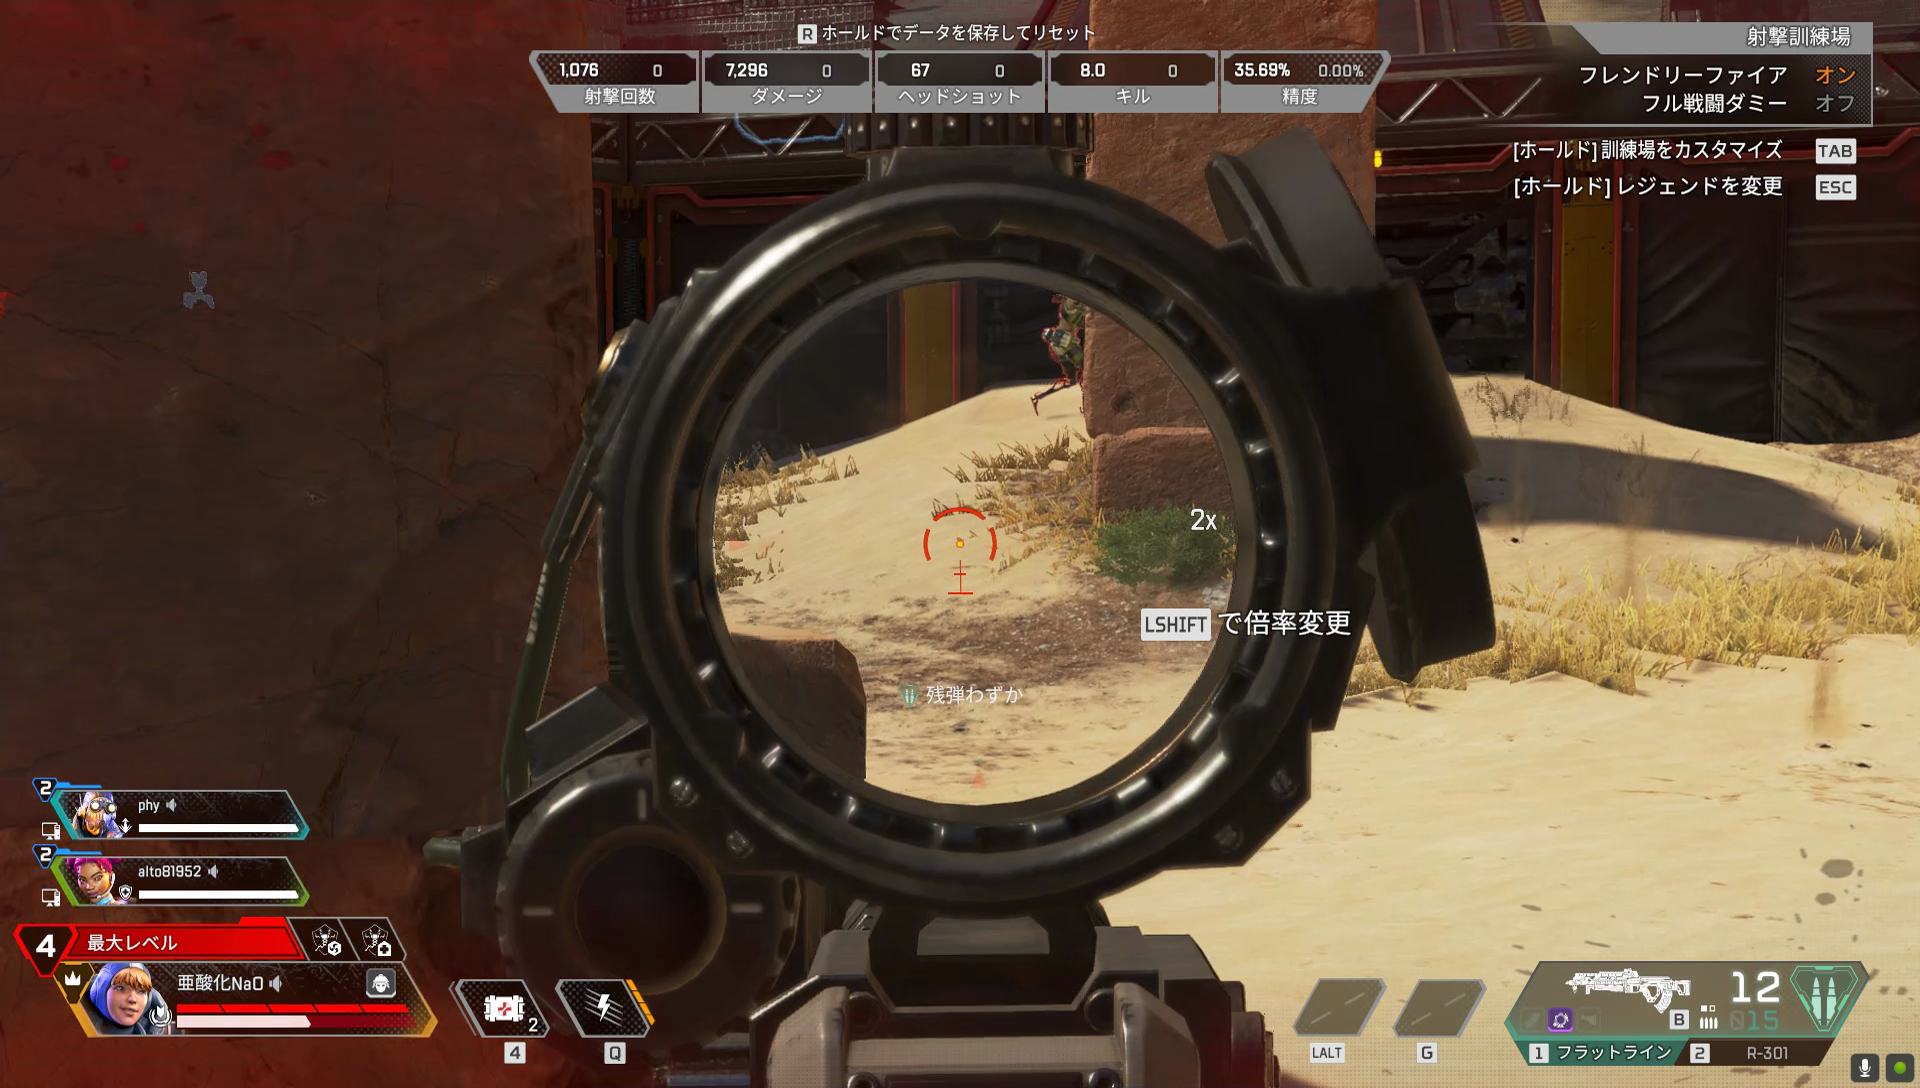 R ホールドでデータを保存してリセット
1,076 0 7,296 0 67 0 8.0 0 35.69% 0.00%
射撃回数 ダメージ ヘッドショット キル 精度
射撃訓練場
フレンドリーファイア オン
フル戦闘ダミー オフ
[ホールド]訓練場をカスタマイズ TAB
[ホールド]レジェンドを変更 ESC
2x
LSHIFT で倍率変更
残弾わずか
2
phy
2
alto81952
4 最大レベル
亜酸化NaO
2
4 Q
LALT G
12
B 015
1 フラットライン 2 R-301